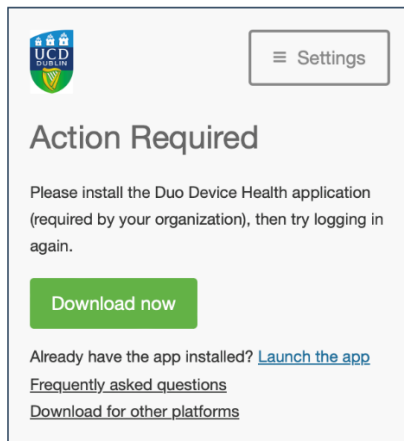 UCD
DUBLIN
≡ Settings
Action Required
Please install the Duo Device Health application
(required by your organization), then try logging in
again.
Download now
Already have the app installed? Launch the app
Frequently asked questions
Download for other platforms